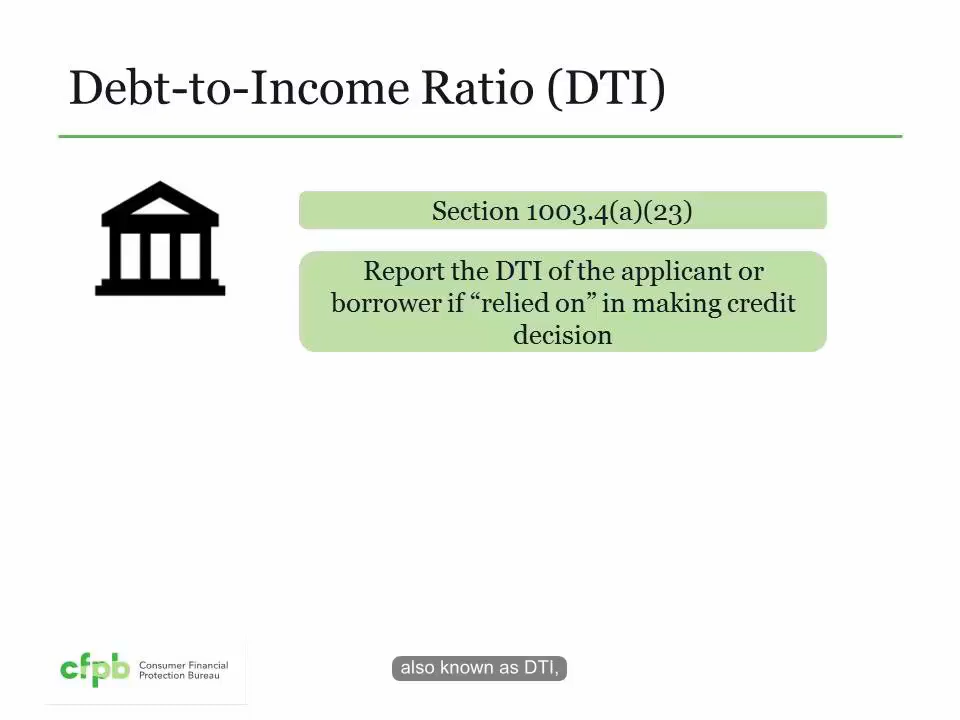 Debt-to-Income Ratio (DTI)
Section 1003.4(a)(23)
Report the DTI of the applicant or
borrower if “relied on” in making credit
decision
cfpb
Consumer Financial
Protection Bureau
also known as DTI,